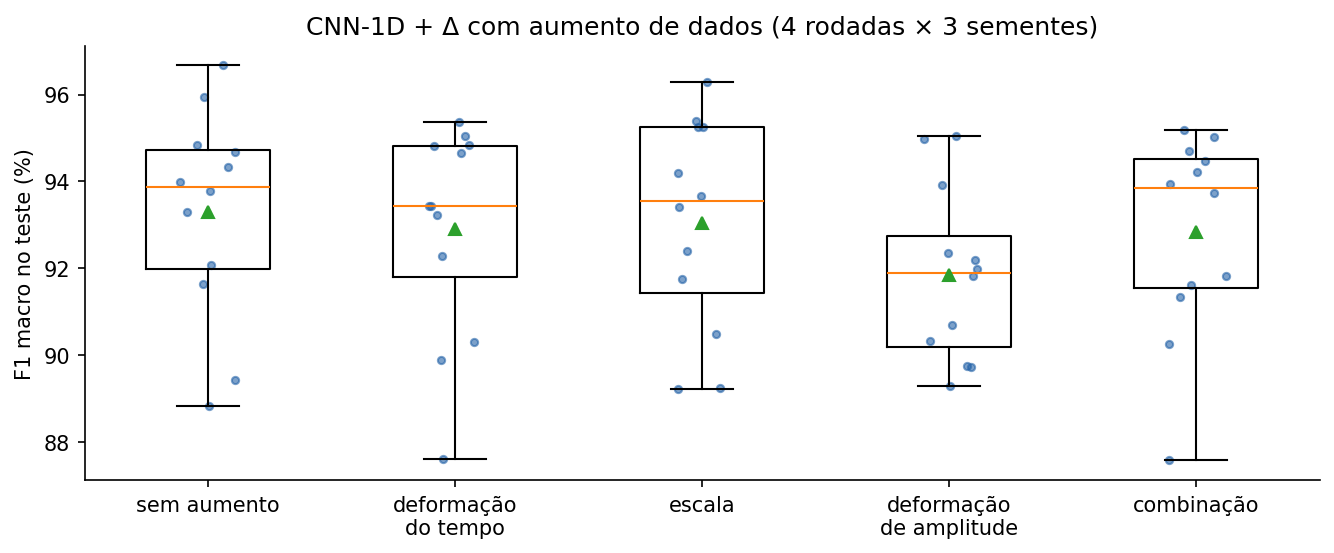 CNN-1D + Δ com aumento de dados (4 rodadas × 3 sementes)
F1 macro no teste (%)
96
94
92
90
88
sem aumento
deformação
do tempo
escala
deformação
de amplitude
combinação